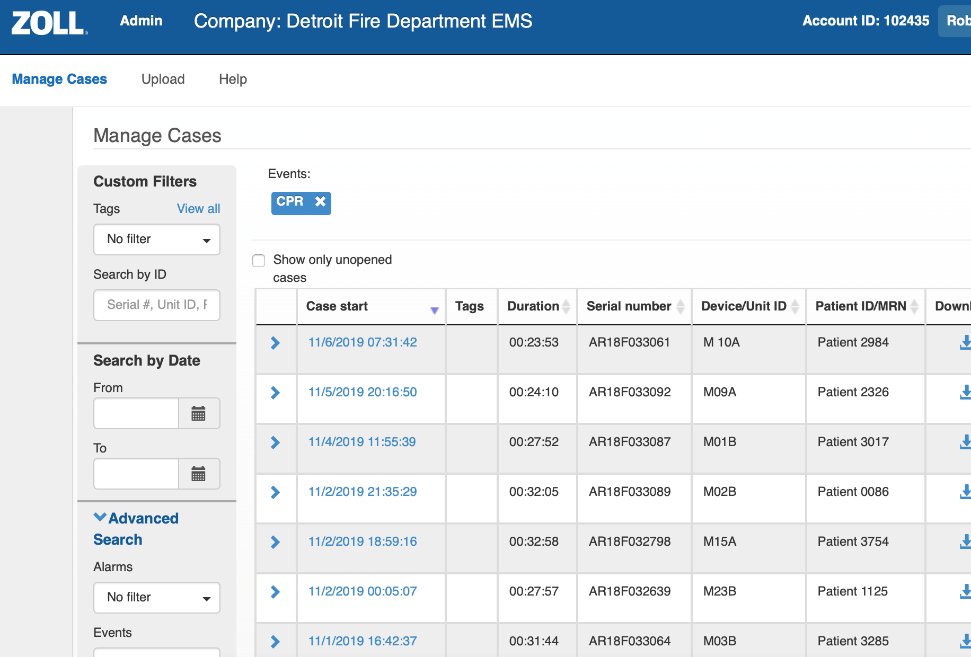 ZOLL Admin Company: Detroit Fire Department EMS Account ID: 102435 Rob
Manage Cases Upload Help
Manage Cases
Custom Filters
Tags View all
No filter
Search by ID
Serial #, Unit ID, F
Search by Date
From
To
Advanced
Search
Alarms
No filter
Events
Events:
CPR ✖
Show only unopened
cases
Case start Tags Duration Serial number Device/Unit ID Patient ID/MRN Downl
11/6/2019 07:31:42 00:23:53 AR18F033061 M 10A Patient 2984
11/5/2019 20:16:50 00:24:10 AR18F033092 M09A Patient 2326
11/4/2019 11:55:39 00:27:52 AR18F033087 M01B Patient 3017
11/2/2019 21:35:29 00:32:05 AR18F033089 M02B Patient 0086
11/2/2019 18:59:16 00:32:58 AR18F032798 M15A Patient 3754
11/2/2019 00:05:07 00:27:57 AR18F032639 M23B Patient 1125
11/1/2019 16:42:37 00:31:44 AR18F033064 M03B Patient 3285